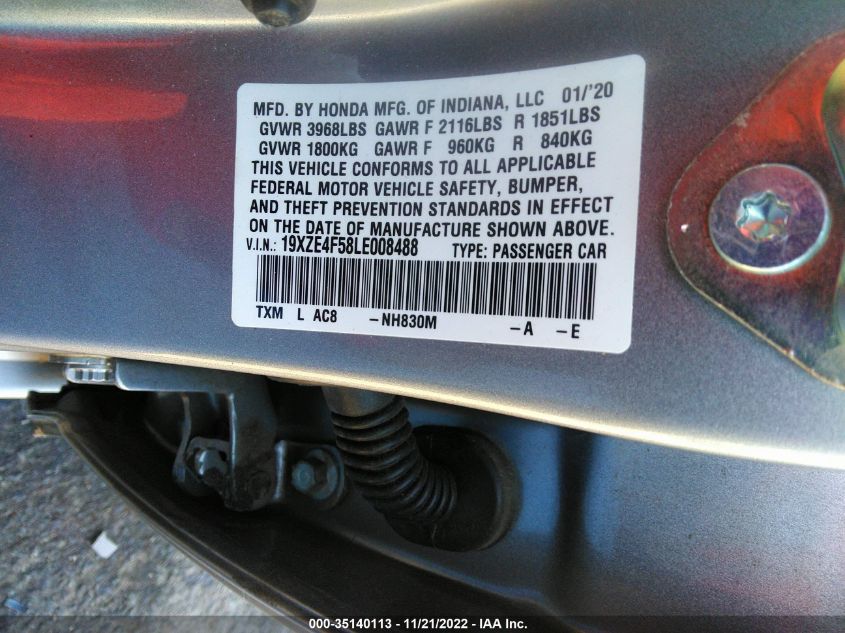 MFD. BY HONDA MFG. OF INDIANA, LLC 01/'20
GVWR 3968LBS GAWR F 2116LBS R 1851LBS
GVWR 1800KG GAWR F 960KG R 840KG
THIS VEHICLE CONFORMS TO ALL APPLICABLE
FEDERAL MOTOR VEHICLE SAFETY, BUMPER,
AND THEFT PREVENTION STANDARDS IN EFFECT
ON THE DATE OF MANUFACTURE SHOWN ABOVE.
V.I.N.: 19XZE4F58LE008488 TYPE: PASSENGER CAR
TXM L AC8 -NH830M -A -E
000-35140113 - 11/21/2022 - IAA Inc.